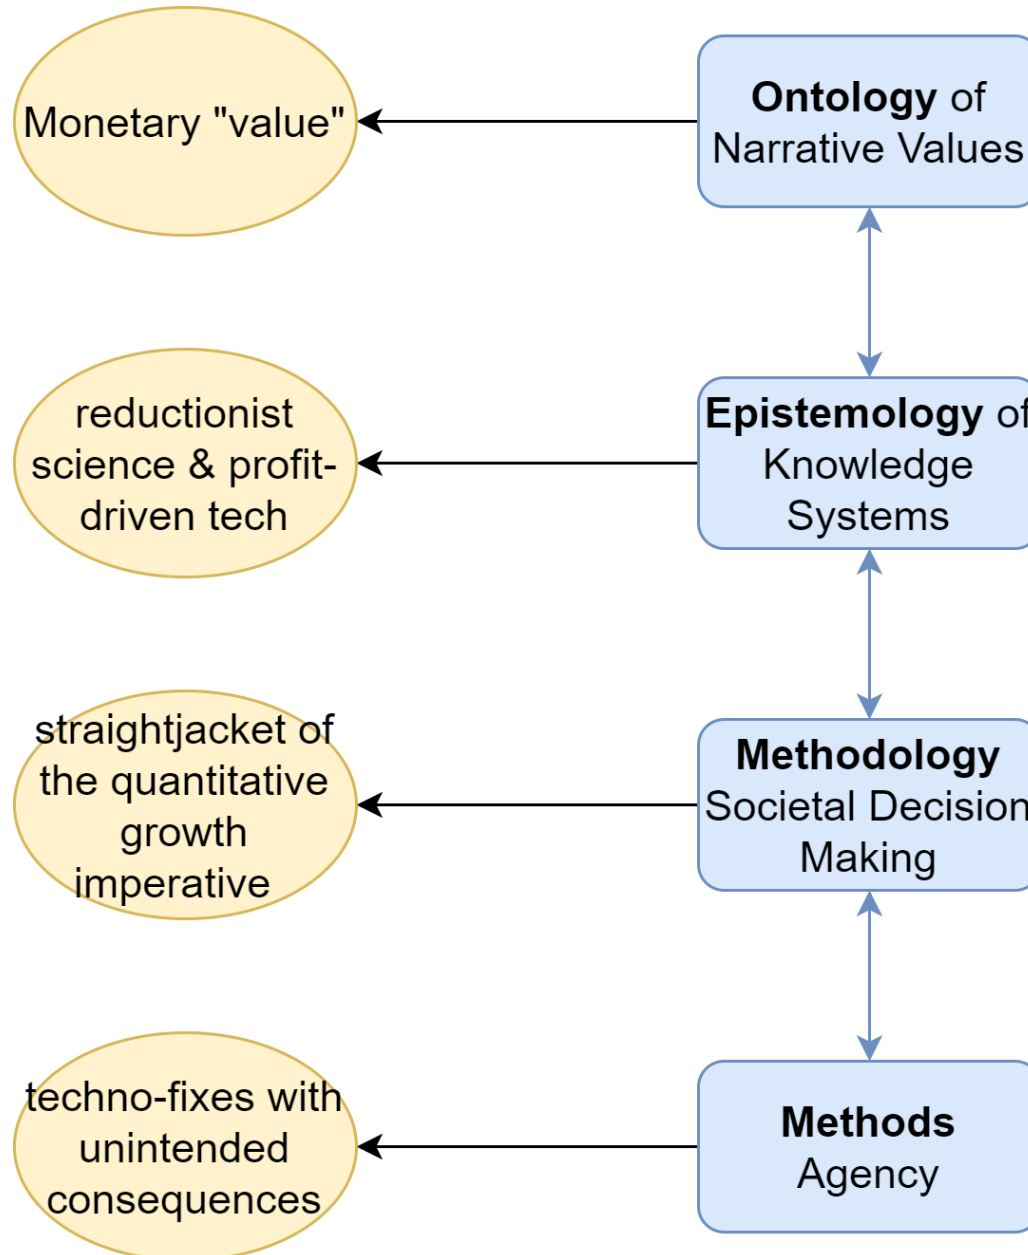 Monetary "value"
Ontology of
Narrative Values
reductionist
science & profit-
driven tech
Epistemology of
Knowledge
Systems
straightjacket of
the quantitative
growth
imperative
Methodology
Societal Decision
Making
techno-fixes with
unintended
consequences
Methods
Agency